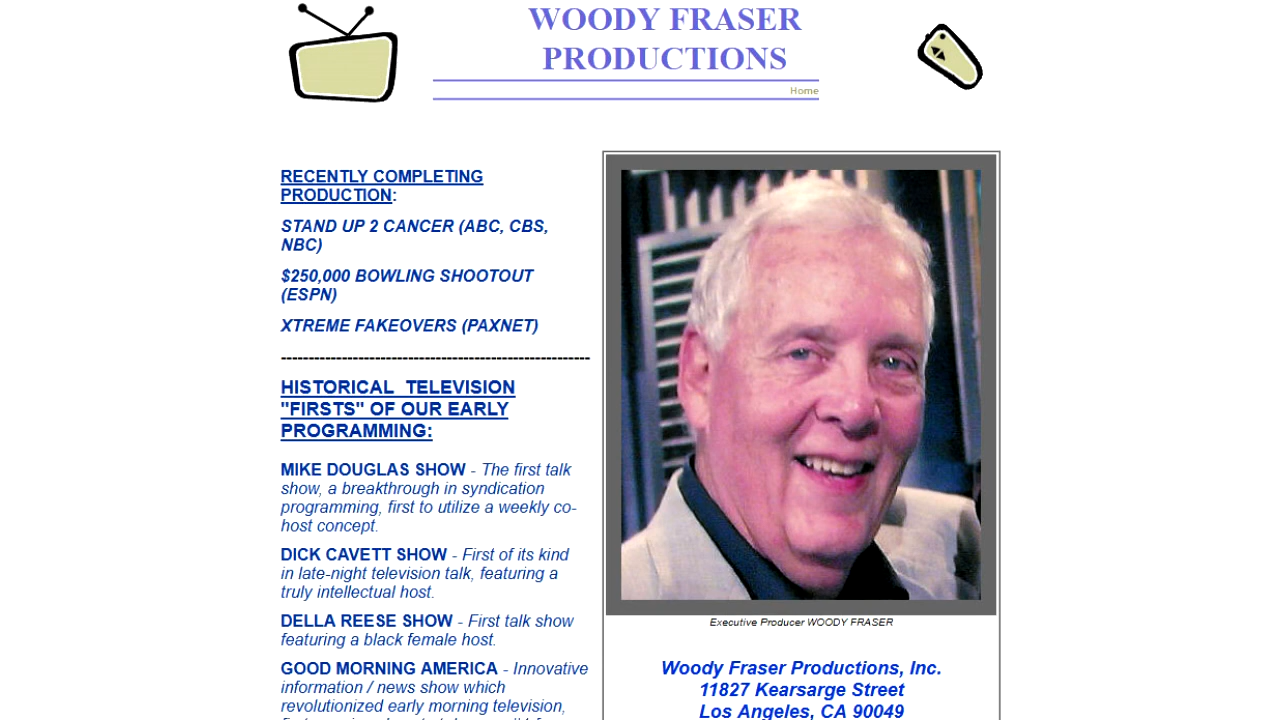 WOODY FRASER
PRODUCTIONS
Home
RECENTLY COMPLETING
PRODUCTION:
STAND UP 2 CANCER (ABC, CBS,
NBC)
$250,000 BOWLING SHOOTOUT
(ESPN)
XTREME FAKEOVERS (PAXNET)
--------------------------------------------------------
HISTORICAL TELEVISION
"FIRSTS" OF OUR EARLY
PROGRAMMING:
MIKE DOUGLAS SHOW - The first talk
show, a breakthrough in syndication
programming, first to utilize a weekly co-
host concept.
DICK CAVETT SHOW - First of its kind
in late-night television talk, featuring a
truly intellectual host.
DELLA REESE SHOW - First talk show
featuring a black female host.
GOOD MORNING AMERICA - Innovative
information / news show which
revolutionized early morning television,
Executive Producer WOODY FRASER
Woody Fraser Productions, Inc.
11827 Kearsarge Street
Los Angeles, CA 90049